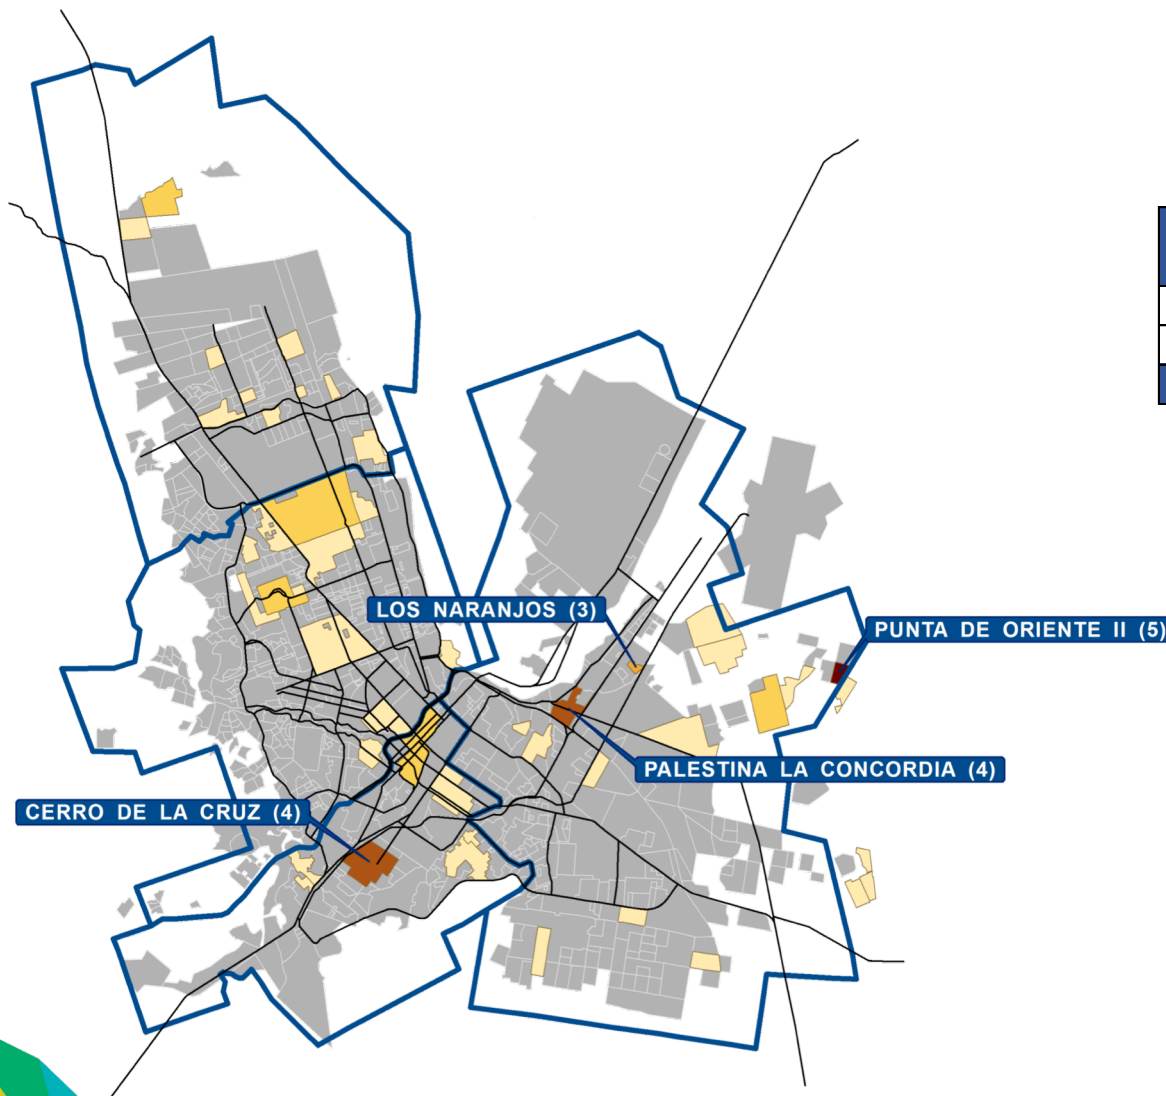 LOS NARANJOS (3)
PUNTA DE ORIENTE II (5)
PALESTINA LA CONCORDIA (4)
CERRO DE LA CRUZ (4)